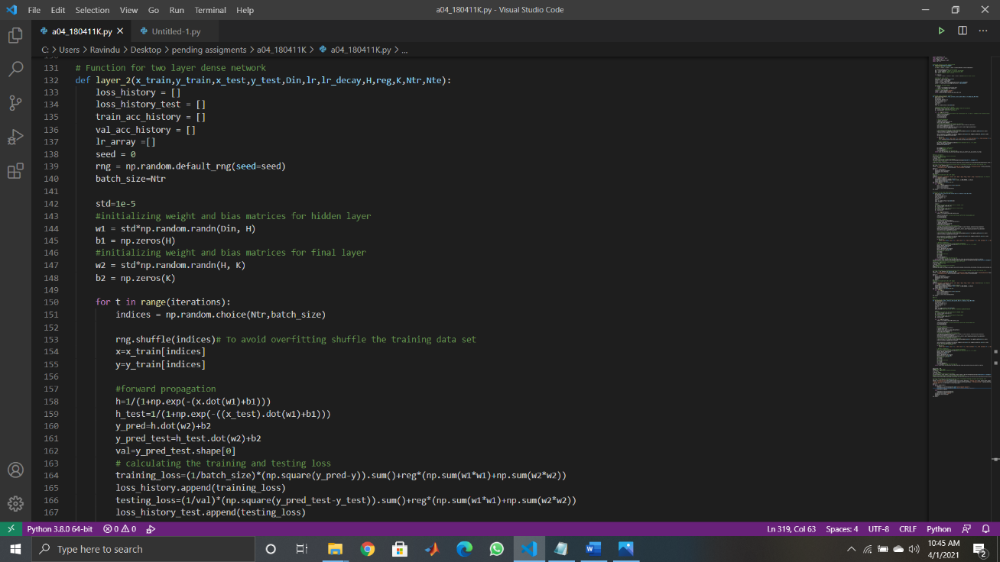 File Edit Selection View Go Run Terminal Help
a04_180411K.py - Visual Studio Code
a04_180411K.py
Untitled-1.py
C: > Users > Ravindu > Desktop > pending assigments > a04_180411K > a04_180411K.py > ...
131 # Function for two layer dense network
132 def layer_2(x_train,y_train,x_test,y_test,Din,lr,lr_decay,H,reg,K,Ntr,Nte):
133 loss_history = []
134 loss_history_test = []
135 train_acc_history = []
136 val_acc_history = []
137 lr_array =[]
138 seed = 0
139 rng = np.random.default_rng(seed=seed)
140 batch_size=Ntr
141
142 std=1e-5
143 #initializing weight and bias matrices for hidden layer
144 w1 = std*np.random.randn(Din, H)
145 b1 = np.zeros(H)
146 #initializing weight and bias matrices for final layer
147 w2 = std*np.random.randn(H, K)
148 b2 = np.zeros(K)
149
150 for t in range(iterations):
151 indices = np.random.choice(Ntr,batch_size)
152
153 rng.shuffle(indices)# To avoid overfitting shuffle the training data set
154 x=x_train[indices]
155 y=y_train[indices]
156
157 #forward propagation
158 h=1/(1+np.exp(-(x.dot(w1)+b1)))
159 h_test=1/(1+np.exp(-((x_test).dot(w1)+b1)))
160 y_pred=h.dot(w2)+b2
161 y_pred_test=h_test.dot(w2)+b2
162 val=y_pred_test.shape[0]
163 # calculating the training and testing loss
164 training_loss=(1/batch_size)*(np.square(y_pred-y)).sum()+reg*(np.sum(w1*w1)+np.sum(w2*w2))
165 loss_history.append(training_loss)
166 testing_loss=(1/val)*(np.square(y_pred_test-y_test)).sum()+reg*(np.sum(w1*w1)+np.sum(w2*w2))
167 loss_history_test.append(testing_loss)
Python 3.8.0 64-bit 0 0
Ln 319, Col 63 Spaces: 4 UTF-8 CRLF Python
Type here to search
10:45 AM
4/1/2021
2